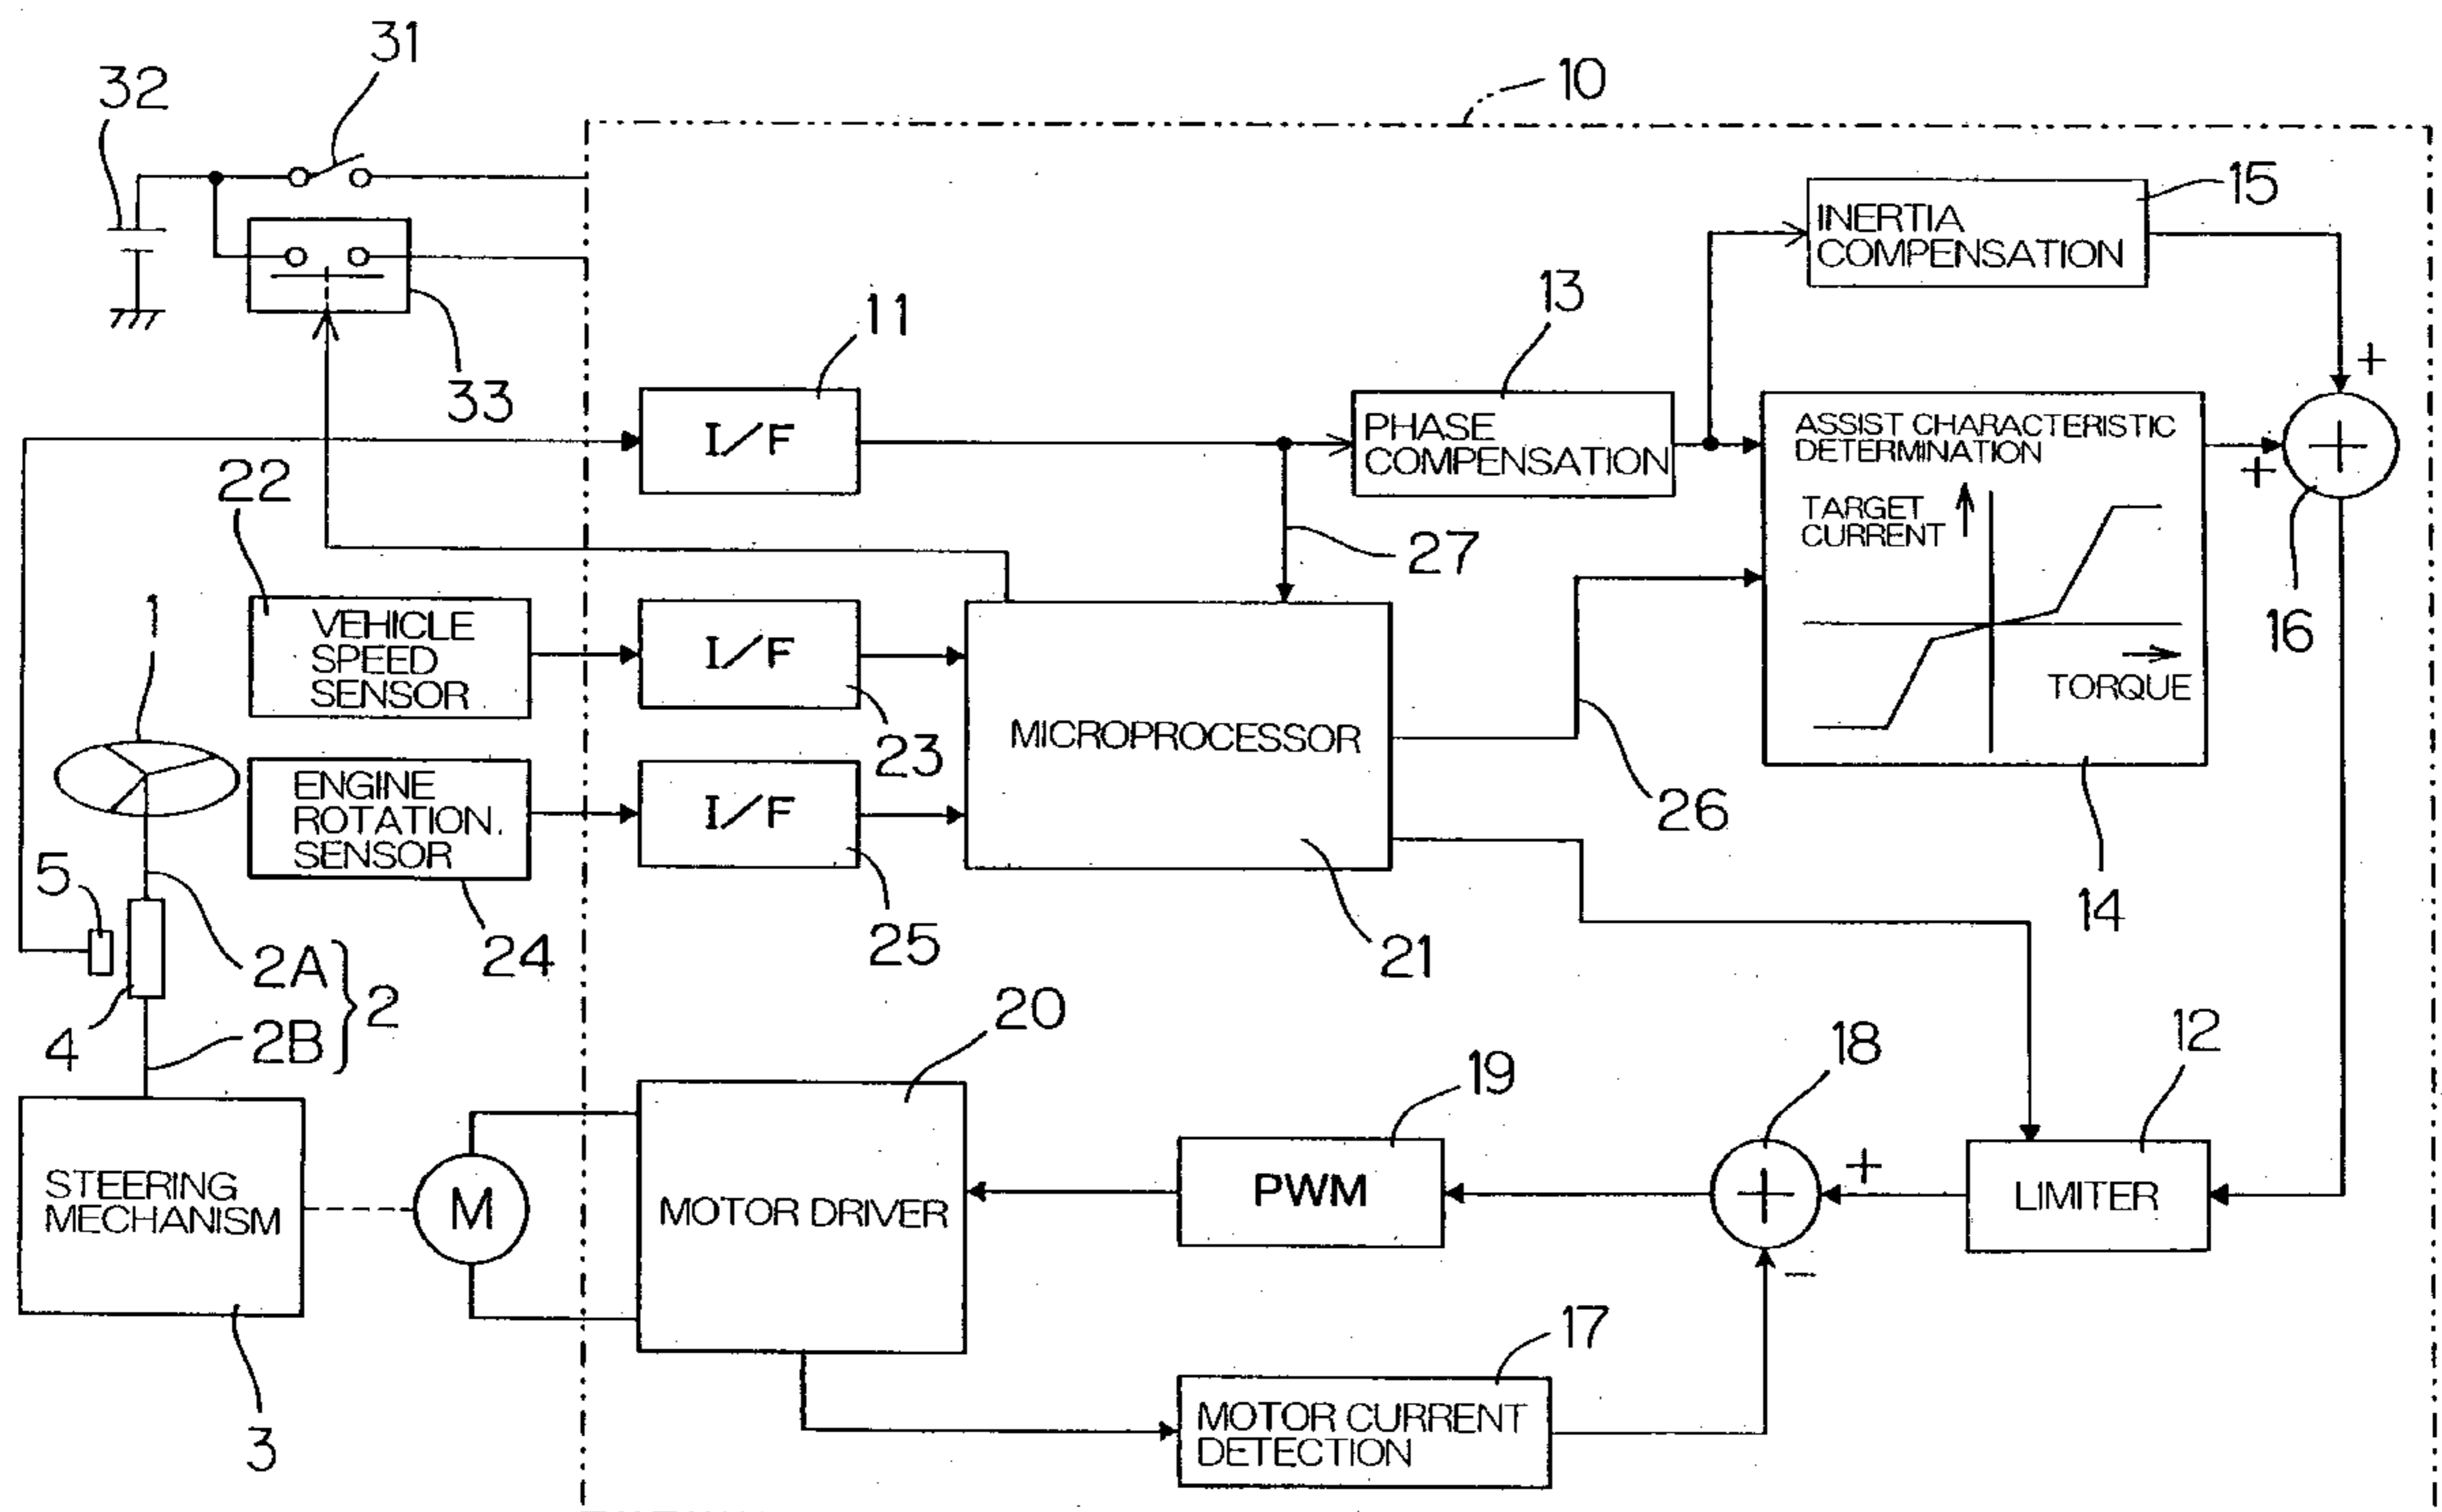 31
32
10
15
INERTIA
COMPENSATION
11
13
33
+
I/F
PHASE
COMPENSATION
ASSIST CHARACTERISTIC
DETERMINATION
+
+
22
TARGET
CURRENT
27
16
1
VEHICLE
SPEED
SENSOR
I/F
TORQUE
MICROPROCESSOR
23
ENGINE
ROTATION.
SENSOR
I/F
26
5
14
24
25
21
2A
2
4
2B
20
12
18
19
STEERING
MECHANISM
M
MOTOR DRIVER
PWM
+
+
LIMITER
−
17
MOTOR CURRENT
DETECTION
3